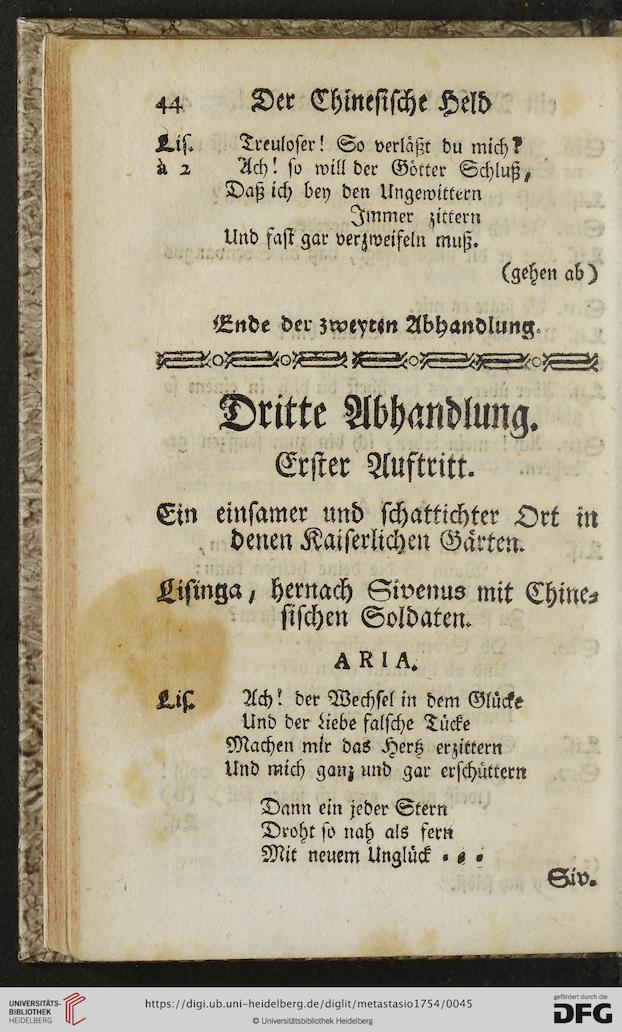 44 Der Chinesische Held
Lis. Treuloser! So verläßt du mich?
à 2 Ach! so will der Götter Schluß,
Daß ich bey den Ungewittern
Immer zittern
Und fast gar verzweifeln muß.
(gehen ab)
Ende der zweyten Abhandlung.
Dritte Abhandlung.
Erster Auftritt.
Ein einsamer und schattichter Ort in
denen Kaiserlichen Gärten.
Lisinga, hernach Sivenus mit Chine-
sischen Soldaten.
ARIA.
Lis. Ach! der Wechsel in dem Glücke
Und der Liebe falsche Tücke
Machen mir das Hertz erzittern
Und mich ganz und gar erschüttern
Dann ein jeder Stern
Droht so nah als fern
Mit neuem Unglück - - -
Siv.
UNIVERSITÄTS-
BIBLIOTHEK
HEIDELBERG
https://digi.ub.uni-heidelberg.de/diglit/metastasio1754/0045
© Universitätsbibliothek Heidelberg
gefördert durch die
DFG